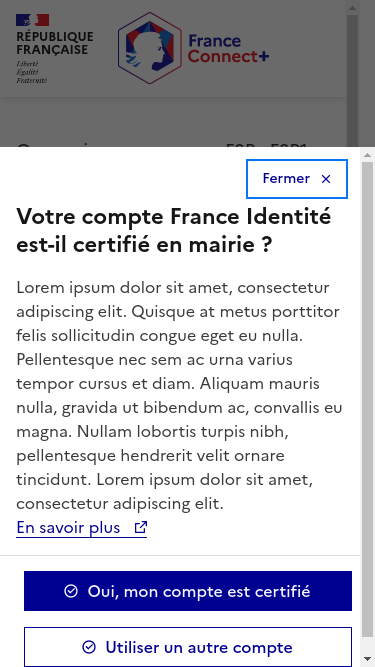 RÉPUBLIQUE
FRANÇAISE
Liberté
Égalité
Fraternité
France
Connect+
Fermer
Votre compte France Identité
est-il certifié en mairie ?
Lorem ipsum dolor sit amet, consectetur
adipiscing elit. Quisque at metus porttitor
felis sollicitudin congue eget eu nulla.
Pellentesque nec sem ac urna varius
tempor cursus et diam. Aliquam mauris
nulla, gravida ut bibendum ac, convallis eu
magna. Nullam lobortis turpis nibh,
pellentesque hendrerit velit ornare
tincidunt. Lorem ipsum dolor sit amet,
consectetur adipiscing elit.
En savoir plus
Oui, mon compte est certifié
Utiliser un autre compte